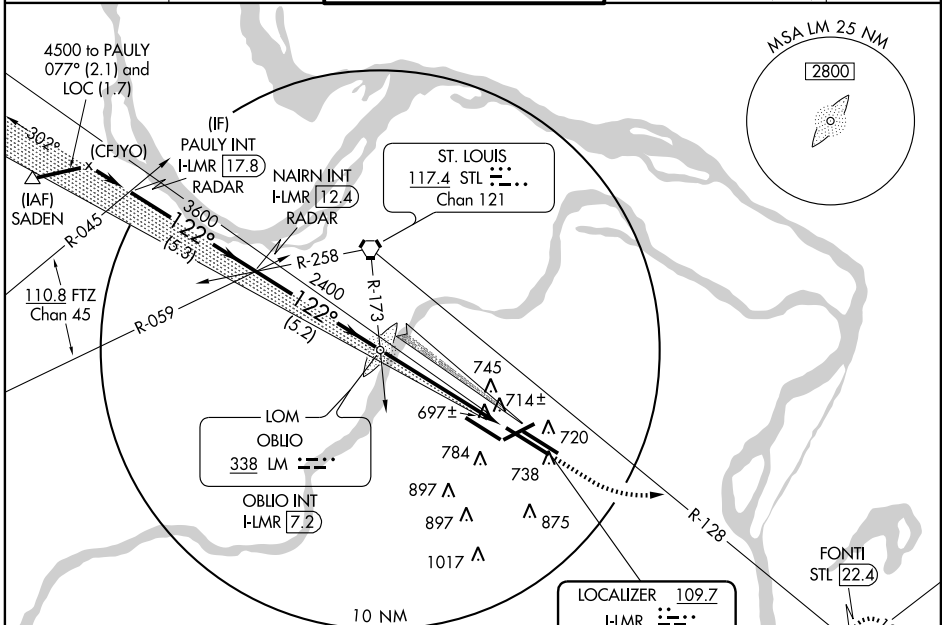 4500 to PAULY
077° (2.1) and
LOC (1.7)
302°
(CFJYO)
(IAF)
SADEN
(IF)
PAULY INT
I-LMR 17.8
RADAR
NAIRN INT
I-LMR 12.4
RADAR
ST. LOUIS
117.4 STL
Chan 121
MSA LM 25 NM
2800
3600
122°
(5.3)
R-045
R-258
R-173
2400
122°
(5.2)
110.8 FTZ
Chan 45
R-059
745
714±
697±
720
784
738
897
897
875
1017
LOM
OBLIO
338 LM
OBLIO INT
I-LMR 7.2
R-128
FONTI
STL 22.4
10 NM
LOCALIZER 109.7
I-LMR